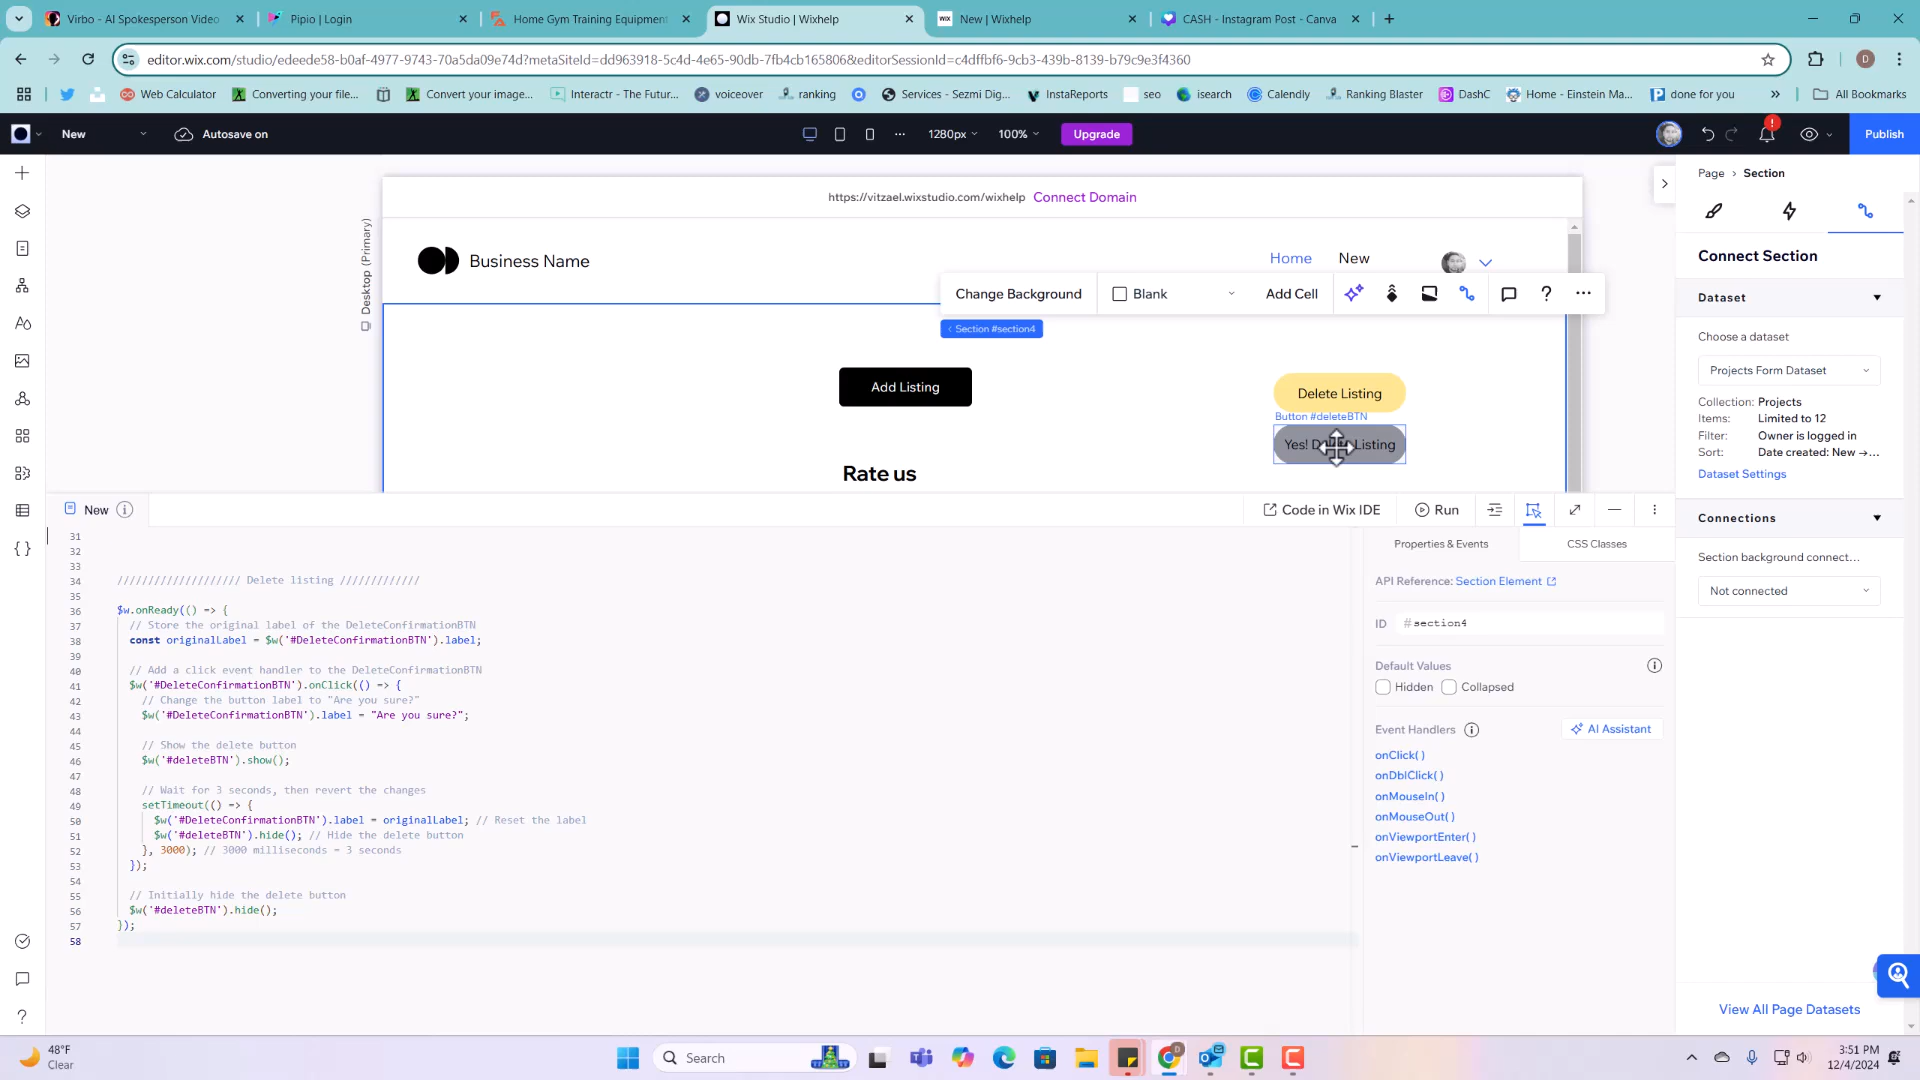 Virbo - AI Spokesperson Video
Pipio | Login
Home Gym Training Equipment
Wix Studio | Wixhelp
WIX New | Wixhelp
CASH - Instagram Post - Canva
editor.wix.com/studio/edeede58-b0af-4977-9743-70a5da09e74d?metaSiteId=dd963918-5c4d-4e65-90db-7fb4cb165806&editorSessionId=c4dffbf6-9cb3-439b-8139-b79c9e3f4360
D
Web Calculator
Converting your file...
Convert your image...
Interactr - The Futur...
voiceover
ranking
Services - Sezmi Dig...
InstaReports
seo
isearch
Calendly
Ranking Blaster
DashC
Home - Einstein Ma...
done for you
All Bookmarks
New
Autosave on
1280px
100%
Upgrade
Publish
https://vitzael.wixstudio.com/wixhelp Connect Domain
Desktop (Primary)
Business Name
Home
New
Change Background
Blank
Add Cell
Section #section4
Add Listing
Delete Listing
Button #deleteBTN
Yes! D Listing
Rate us
Page > Section
Connect Section
Dataset
Choose a dataset
Projects Form Dataset
Collection: Projects
Items: Limited to 12
Filter: Owner is logged in
Sort: Date created: New →...
Dataset Settings
Connections
Section background connect...
Not connected
View All Page Datasets
New
Code in Wix IDE
Run
31
32
33
34 //////////////////// Delete listing /////////////
35
36 $w.onReady(() => {
37 // Store the original label of the DeleteConfirmationBTN
38 const originalLabel = $w('#DeleteConfirmationBTN').label;
39
40 // Add a click event handler to the DeleteConfirmationBTN
41 $w('#DeleteConfirmationBTN').onClick(() => {
42 // Change the button label to "Are you sure?"
43 $w('#DeleteConfirmationBTN').label = "Are you sure?";
44
45 // Show the delete button
46 $w('#deleteBTN').show();
47
48 // Wait for 3 seconds, then revert the changes
49 setTimeout(() => {
50 $w('#DeleteConfirmationBTN').label = originalLabel; // Reset the label
51 $w('#deleteBTN').hide(); // Hide the delete button
52 }, 3000); // 3000 milliseconds = 3 seconds
53 });
54
55 // Initially hide the delete button
56 $w('#deleteBTN').hide();
57 });
58
Properties & Events
CSS Classes
API Reference: Section Element
ID # section4
Default Values
Hidden
Collapsed
Event Handlers
AI Assistant
onClick( )
onDblClick( )
onMouseIn( )
onMouseOut( )
onViewportEnter( )
onViewportLeave( )
48°F
Clear
Search
3:51 PM
12/4/2024